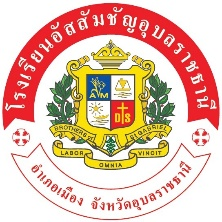 โรงเรียนอัสสัมชัญอุบลราชธานี
AM
DS
BROTHERS OF ST. GABRIEL
LABOR OMNIA VINCIT
อำเภอเมือง จังหวัดอุบลราชธานี